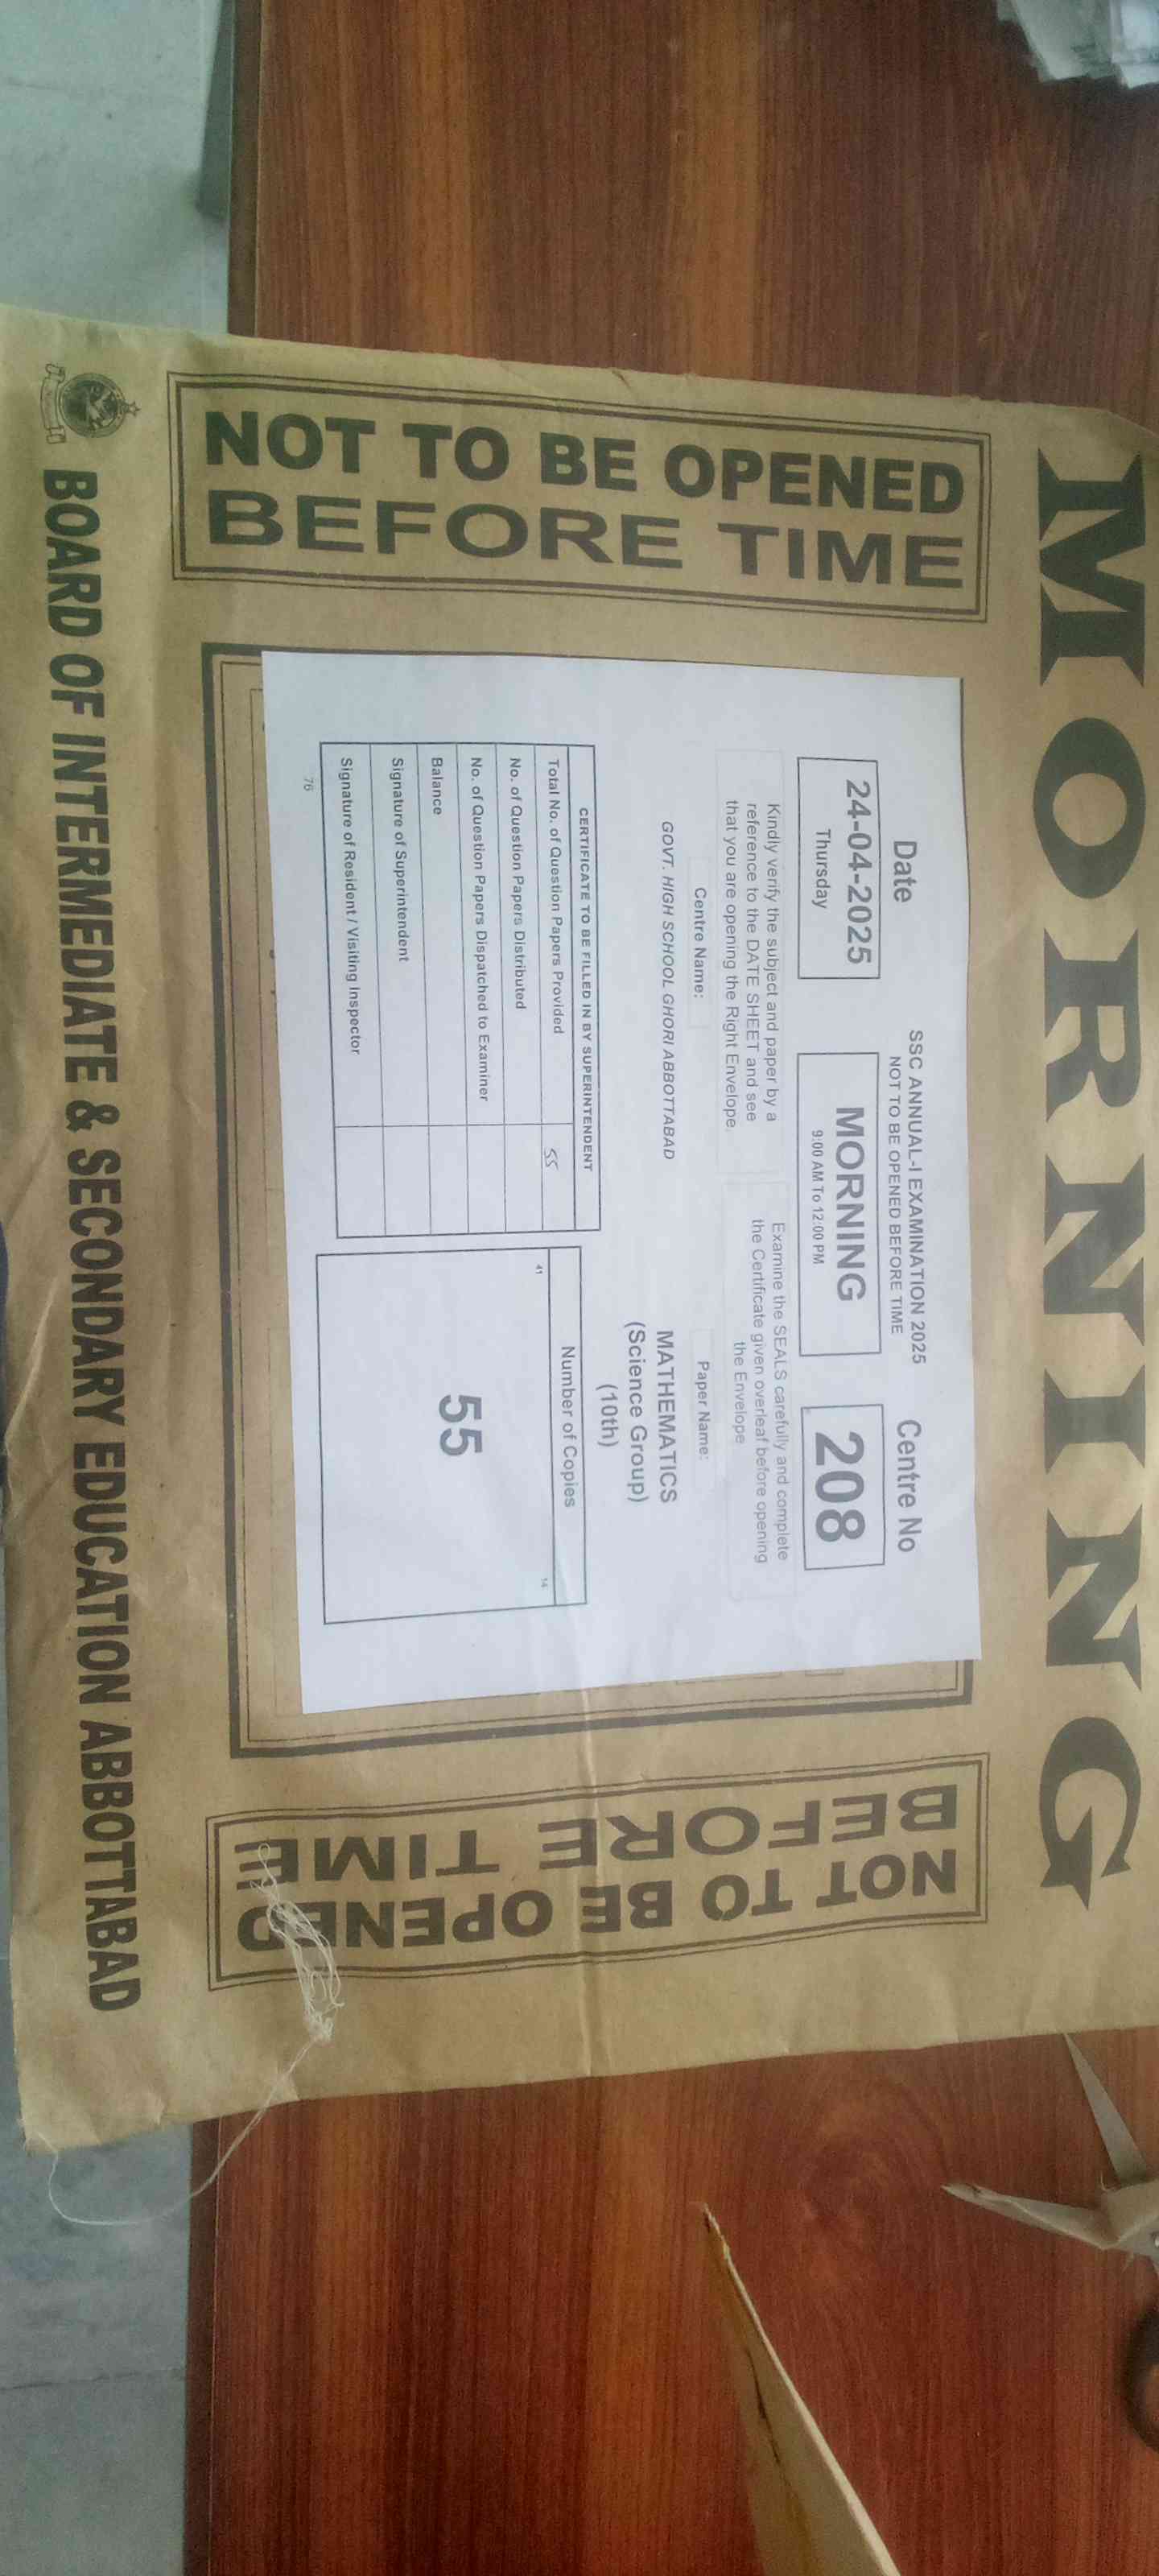 MORNING
NOT TO BE OPENED
BEFORE TIME
SSC ANNUAL-I EXAMINATION 2025
NOT TO BE OPENED BEFORE TIME
Date
24-04-2025
Thursday
MORNING
9:00 AM To 12:00 PM
Centre No
208
Kindly verify the subject and paper by a
reference to the DATE SHEET and see
that you are opening the Right Envelope.
Examine the SEALS carefully and complete
the Certificate given overleaf before opening
the Envelope
Centre Name:
GOVT. HIGH SCHOOL GHORI ABBOTTABAD
Paper Name:
MATHEMATICS
(Science Group)
(10th)
CERTIFICATE TO BE FILLED IN BY SUPERINTENDENT
Total No. of Question Papers Provided 55
No. of Question Papers Distributed
No. of Question Papers Dispatched to Examiner
Balance
Signature of Superintendent
Signature of Resident / Visiting Inspector
Number of Copies
41
14
55
76
NOT TO BE OPENED
BEFORE TIME
BOARD OF INTERMEDIATE & SECONDARY EDUCATION ABBOTTABAD